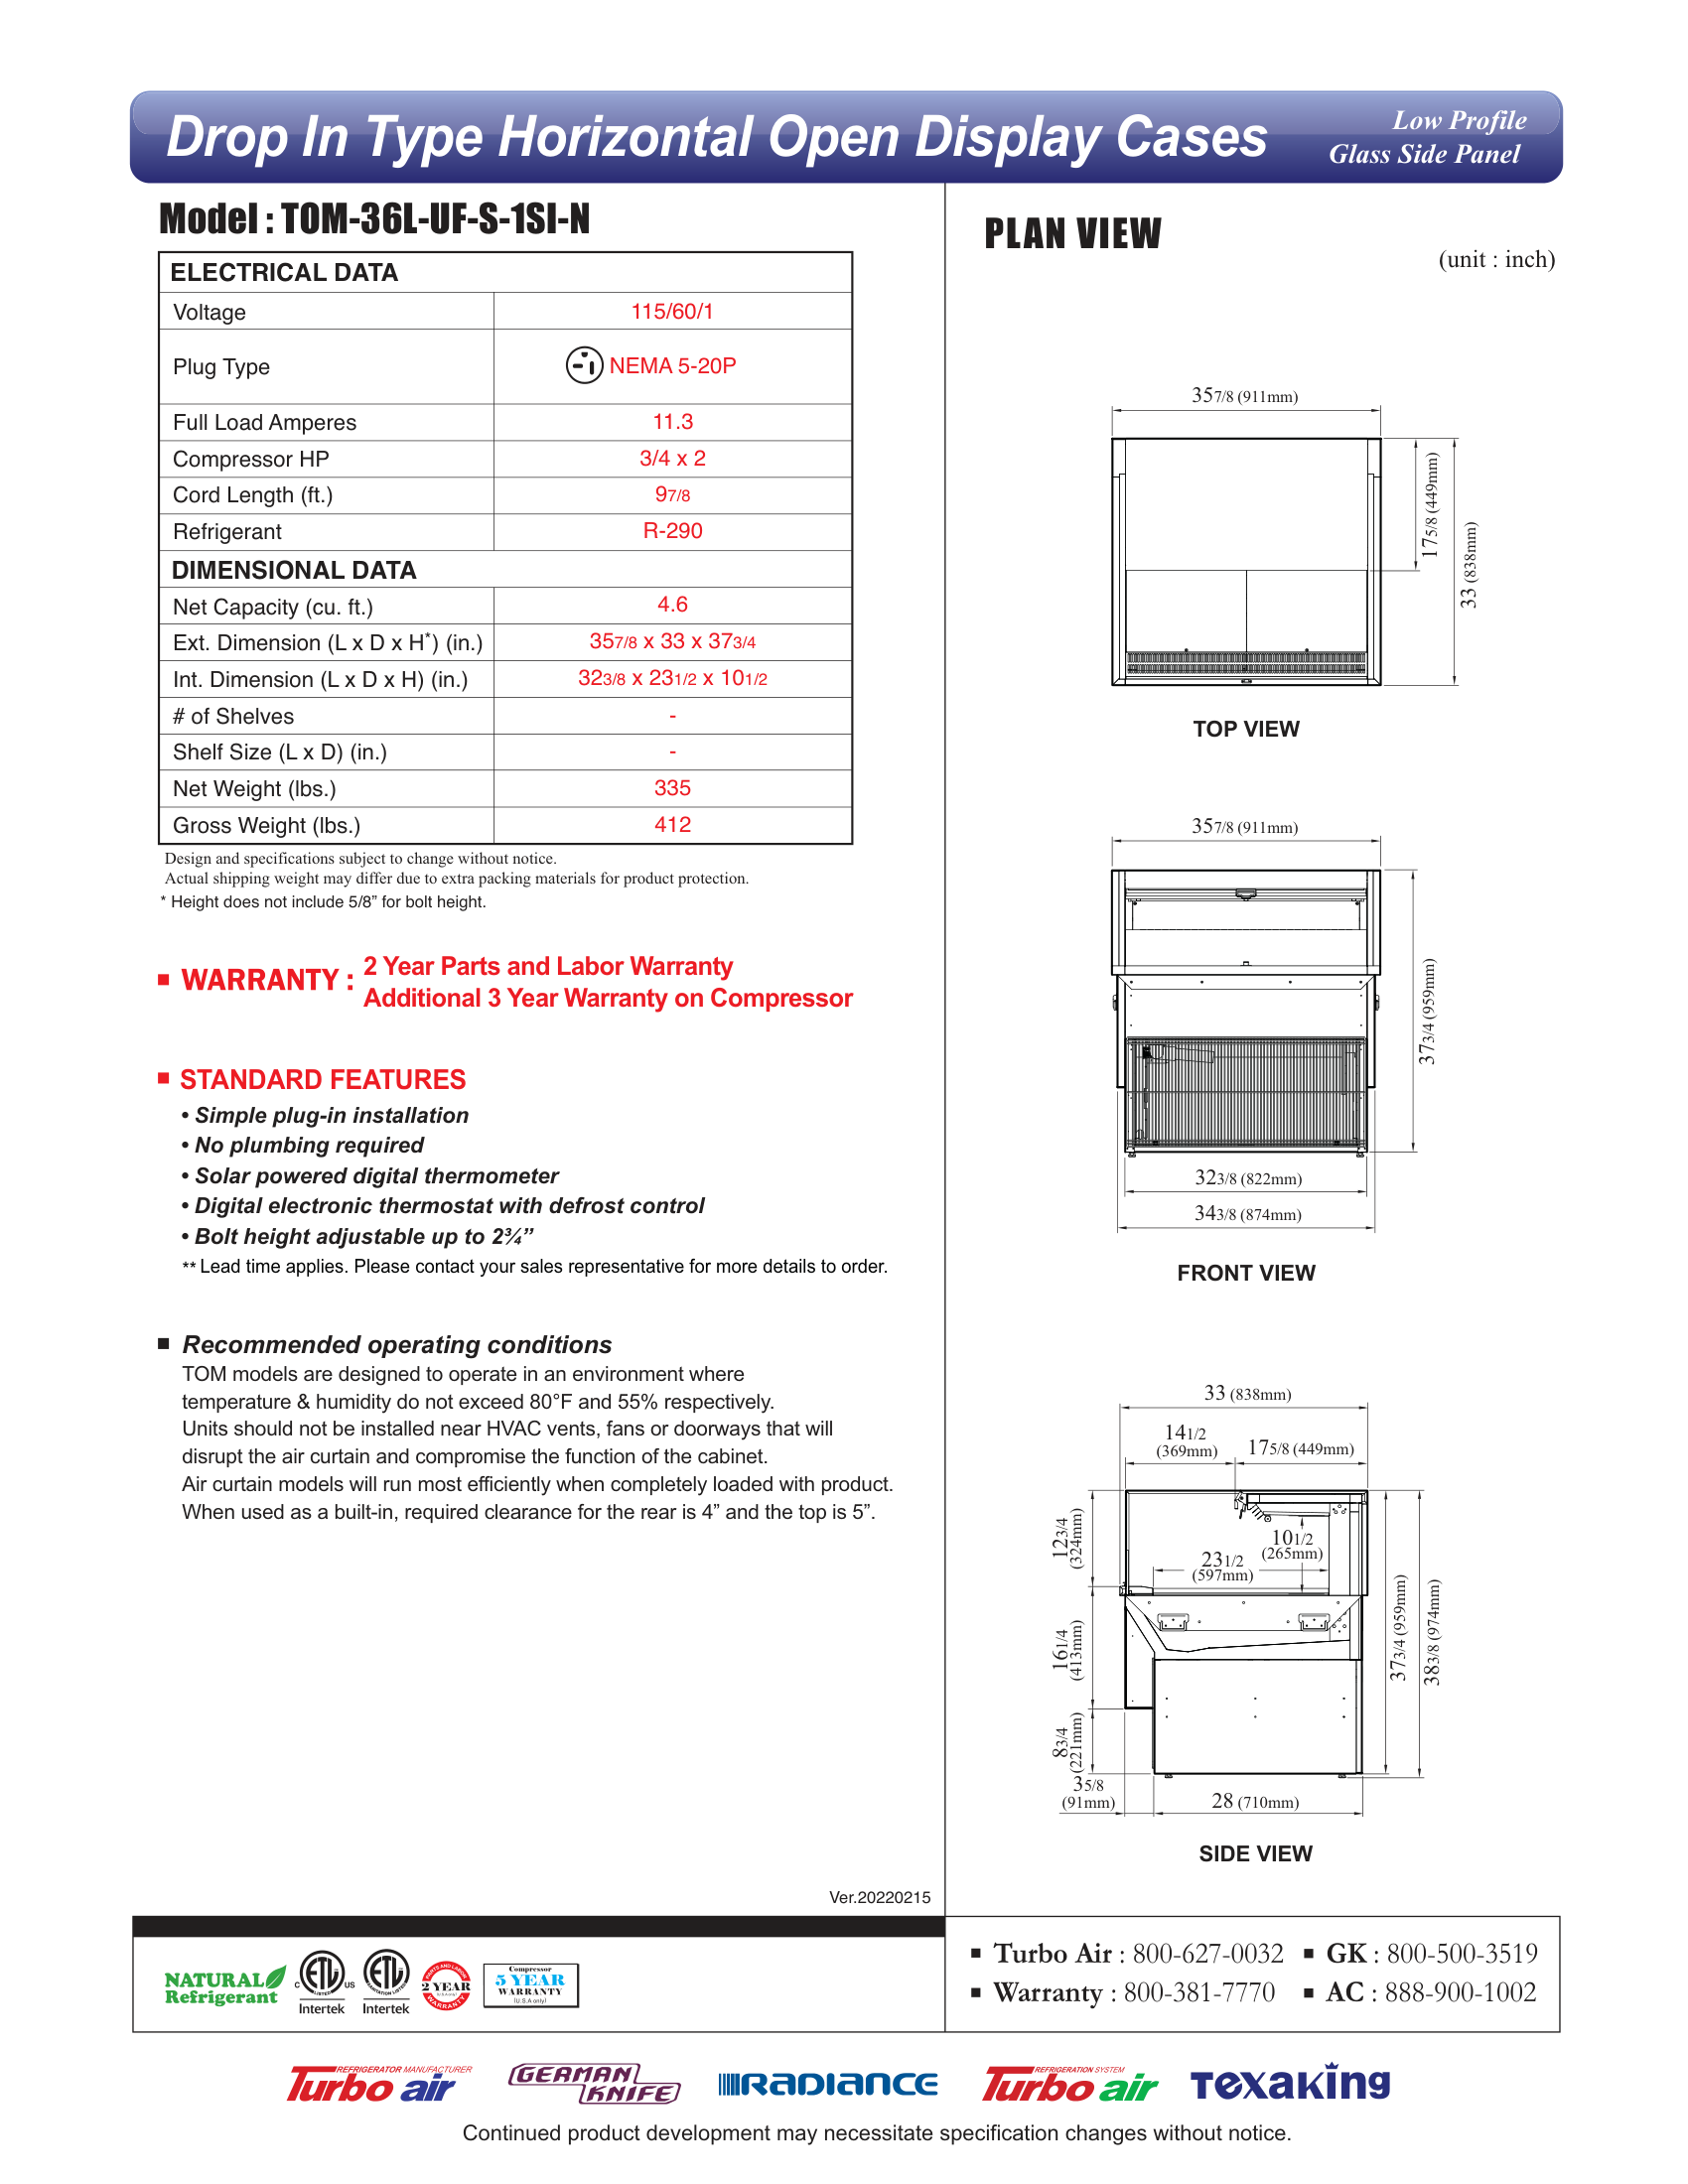 Drop In Type Horizontal Open Display Cases
Low Profile
Glass Side Panel
Model : TOM-36L-UF-S-1SI-N
ELECTRICAL DATA
Voltage 115/60/1
Plug Type NEMA 5-20P
Full Load Amperes 11.3
Compressor HP 3/4 x 2
Cord Length (ft.) 97/8
Refrigerant R-290
DIMENSIONAL DATA
Net Capacity (cu. ft.) 4.6
Ext. Dimension (L x D x H*) (in.) 357/8 x 33 x 373/4
Int. Dimension (L x D x H) (in.) 323/8 x 231/2 x 101/2
# of Shelves -
Shelf Size (L x D) (in.) -
Net Weight (lbs.) 335
Gross Weight (lbs.) 412
Design and specifications subject to change without notice.
Actual shipping weight may differ due to extra packing materials for product protection.
* Height does not include 5/8” for bolt height.
■ WARRANTY : 2 Year Parts and Labor Warranty
Additional 3 Year Warranty on Compressor
■ STANDARD FEATURES
• Simple plug-in installation
• No plumbing required
• Solar powered digital thermometer
• Digital electronic thermostat with defrost control
• Bolt height adjustable up to 2¾”
** Lead time applies. Please contact your sales representative for more details to order.
■ Recommended operating conditions
TOM models are designed to operate in an environment where
temperature & humidity do not exceed 80°F and 55% respectively.
Units should not be installed near HVAC vents, fans or doorways that will
disrupt the air curtain and compromise the function of the cabinet.
Air curtain models will run most efficiently when completely loaded with product.
When used as a built-in, required clearance for the rear is 4” and the top is 5”.
Ver.20220215
PLAN VIEW
(unit : inch)
357/8 (911mm)
175/8 (449mm)
33 (838mm)
TOP VIEW
357/8 (911mm)
373/4 (959mm)
323/8 (822mm)
343/8 (874mm)
FRONT VIEW
33 (838mm)
141/2
(369mm)
175/8 (449mm)
123/4
(324mm)
101/2
(265mm)
231/2
(597mm)
161/4
(413mm)
373/4 (959mm)
383/8 (974mm)
83/4
(221mm)
35/8
(91mm)
28 (710mm)
SIDE VIEW
NATURAL
Refrigerant
C ETL US
LISTED
Intertek
ETL
SANITATION LISTED
Intertek
PARTS AND LABOR
2 YEAR
WARRANTY
Compressor
5 YEAR
WARRANTY
(U.S.A only)
■ Turbo Air : 800-627-0032 ■ GK : 800-500-3519
■ Warranty : 800-381-7770 ■ AC : 888-900-1002
REFRIGERATOR MANUFACTURER
Turbo air
GERMAN
KNIFE
RADIANCE
REFRIGERATION SYSTEM
Turbo air
Texaking
Continued product development may necessitate specification changes without notice.